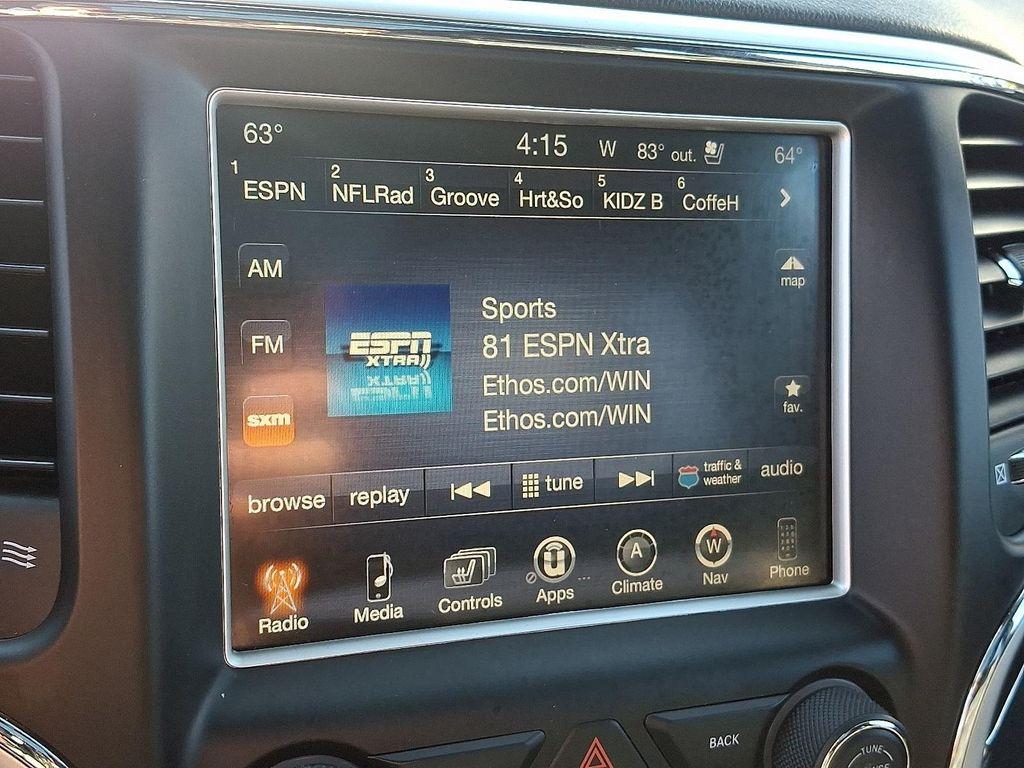 63° 4:15 W 83° out. 64°
1 ESPN 2 NFLRad 3 Groove 4 Hrt&So 5 KIDZ B 6 CoffeH
AM
map
Sports
FM
ESPN
XTRA
81 ESPN Xtra
Ethos.com/WIN
fav.
sxm
Ethos.com/WIN
browse replay tune traffic & audio
weather
A W
Radio Media Controls Apps Climate Nav Phone
BACK
TUNE